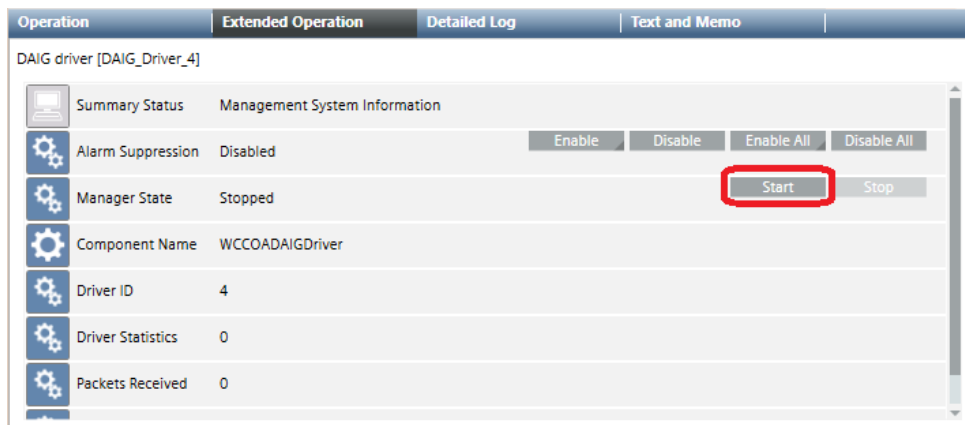 Operation Extended Operation Detailed Log Text and Memo
DAIG driver [DAIG_Driver_4]
Summary Status Management System Information
Alarm Suppression Disabled Enable Disable Enable All Disable All
Manager State Stopped Start Stop
Component Name WCCOADAIGDriver
Driver ID 4
Driver Statistics 0
Packets Received 0